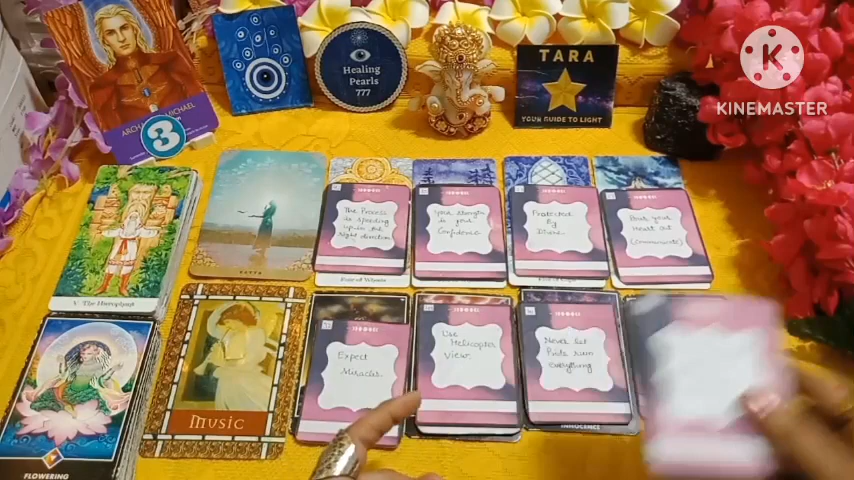 KINEMASTER
ARCHANGEL MICHAEL
3
Healing
Pearls
777
TARA
YOUR GUIDE TO LIGHT
V The Hierophant
The Process
is speeding
up in the
right direction
Your strength
is your
Confidence.
Protected
By
Divine.
Pour your
Heart out
(Communicate)
FLOWERING
MUSIC
Expect
Miracles.
Use
Helicopter
View.
Never let
Pride ruin
Everything
INNOCENCE